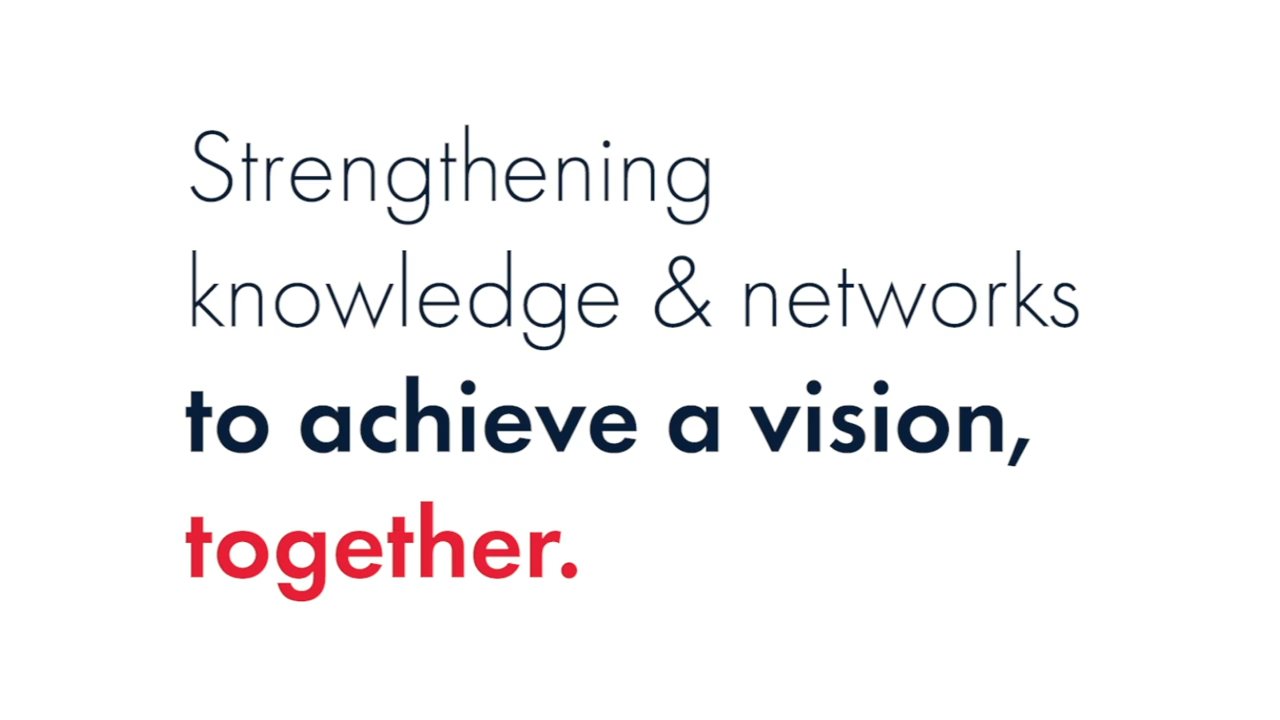 Strengthening
knowledge & networks
to achieve a vision,
together.